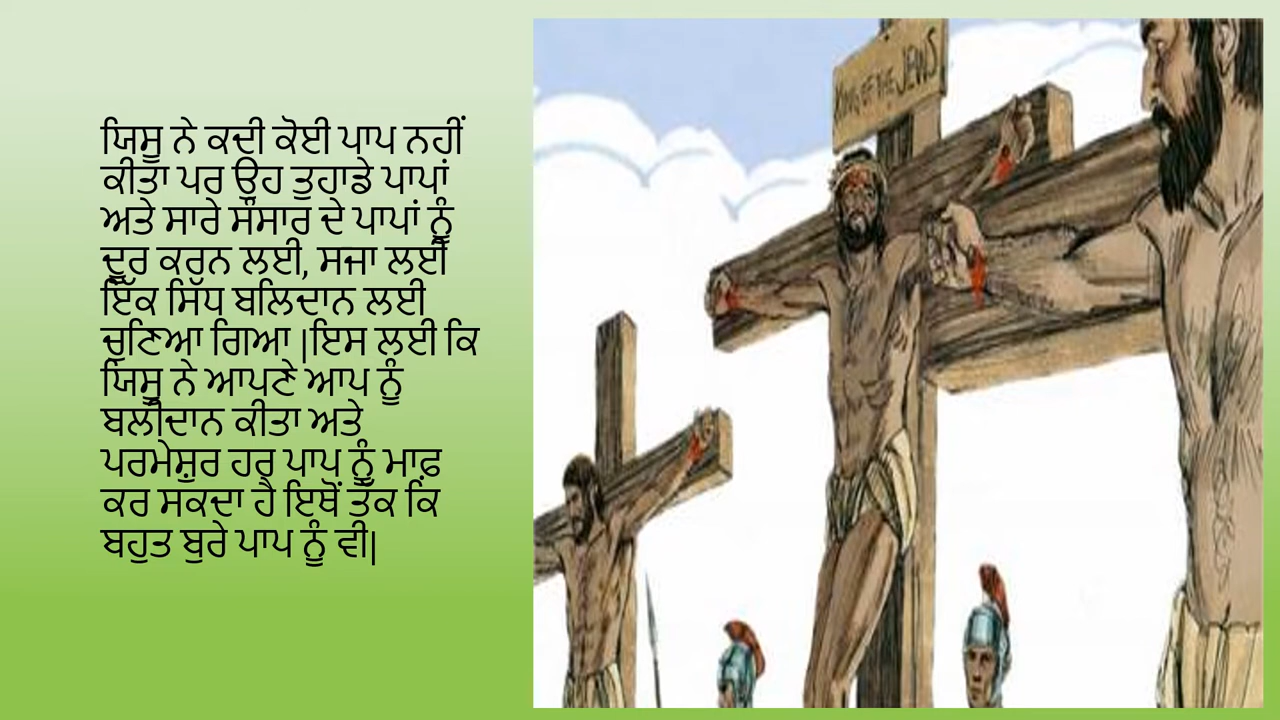 ਯਿਸੂ ਨੇ ਕਦੀ ਕੋਈ ਪਾਪ ਨਹੀਂ
ਕੀਤਾ ਪਰ ਉਹ ਤੁਹਾਡੇ ਪਾਪਾਂ
ਅਤੇ ਸਾਰੇ ਸੰਸਾਰ ਦੇ ਪਾਪਾਂ ਨੂੰ
ਦੂਰ ਕਰਨ ਲਈ, ਸਜਾ ਲਈ
ਇੱਕ ਸਿੱਧ ਬਲਿਦਾਨ ਲਈ
ਚੁਣਿਆ ਗਿਆ |ਇਸ ਲਈ ਕਿ
ਯਿਸੂ ਨੇ ਆਪਣੇ ਆਪ ਨੂੰ
ਬਲੀਦਾਨ ਕੀਤਾ ਅਤੇ
ਪਰਮੇਸ਼ੁਰ ਹਰ ਪਾਪ ਨੂੰ ਮਾਫ਼
ਕਰ ਸਕਦਾ ਹੈ ਇਥੋਂ ਤੱਕ ਕਿ
ਬਹੁਤ ਬੁਰੇ ਪਾਪ ਨੂੰ ਵੀ|
KING OF THE JEWS